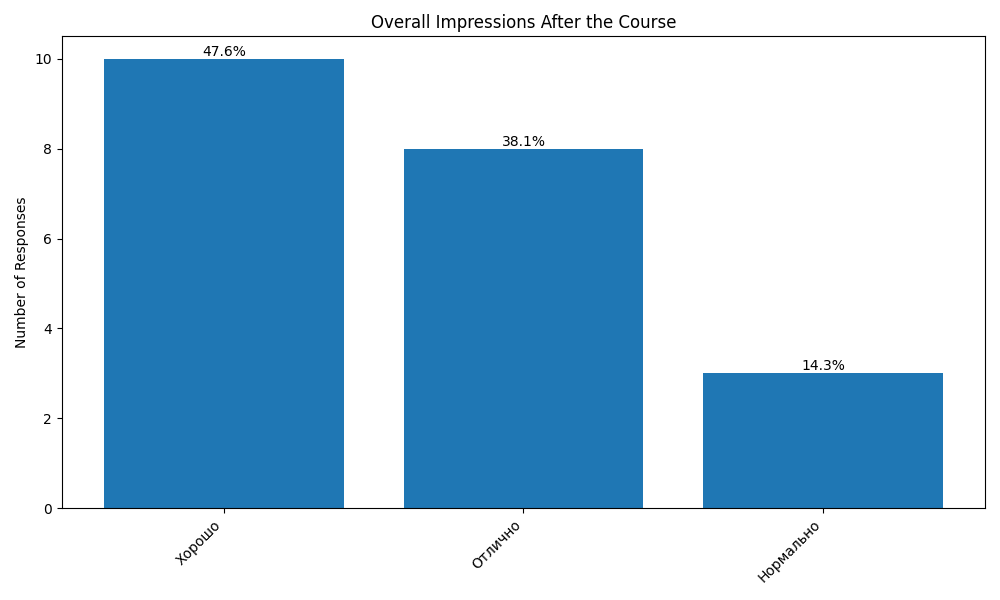 Overall Impressions After the Course
47.6%
38.1%
14.3%
10
8
6
4
2
0
Number of Responses
Хорошо
Отлично
Нормально